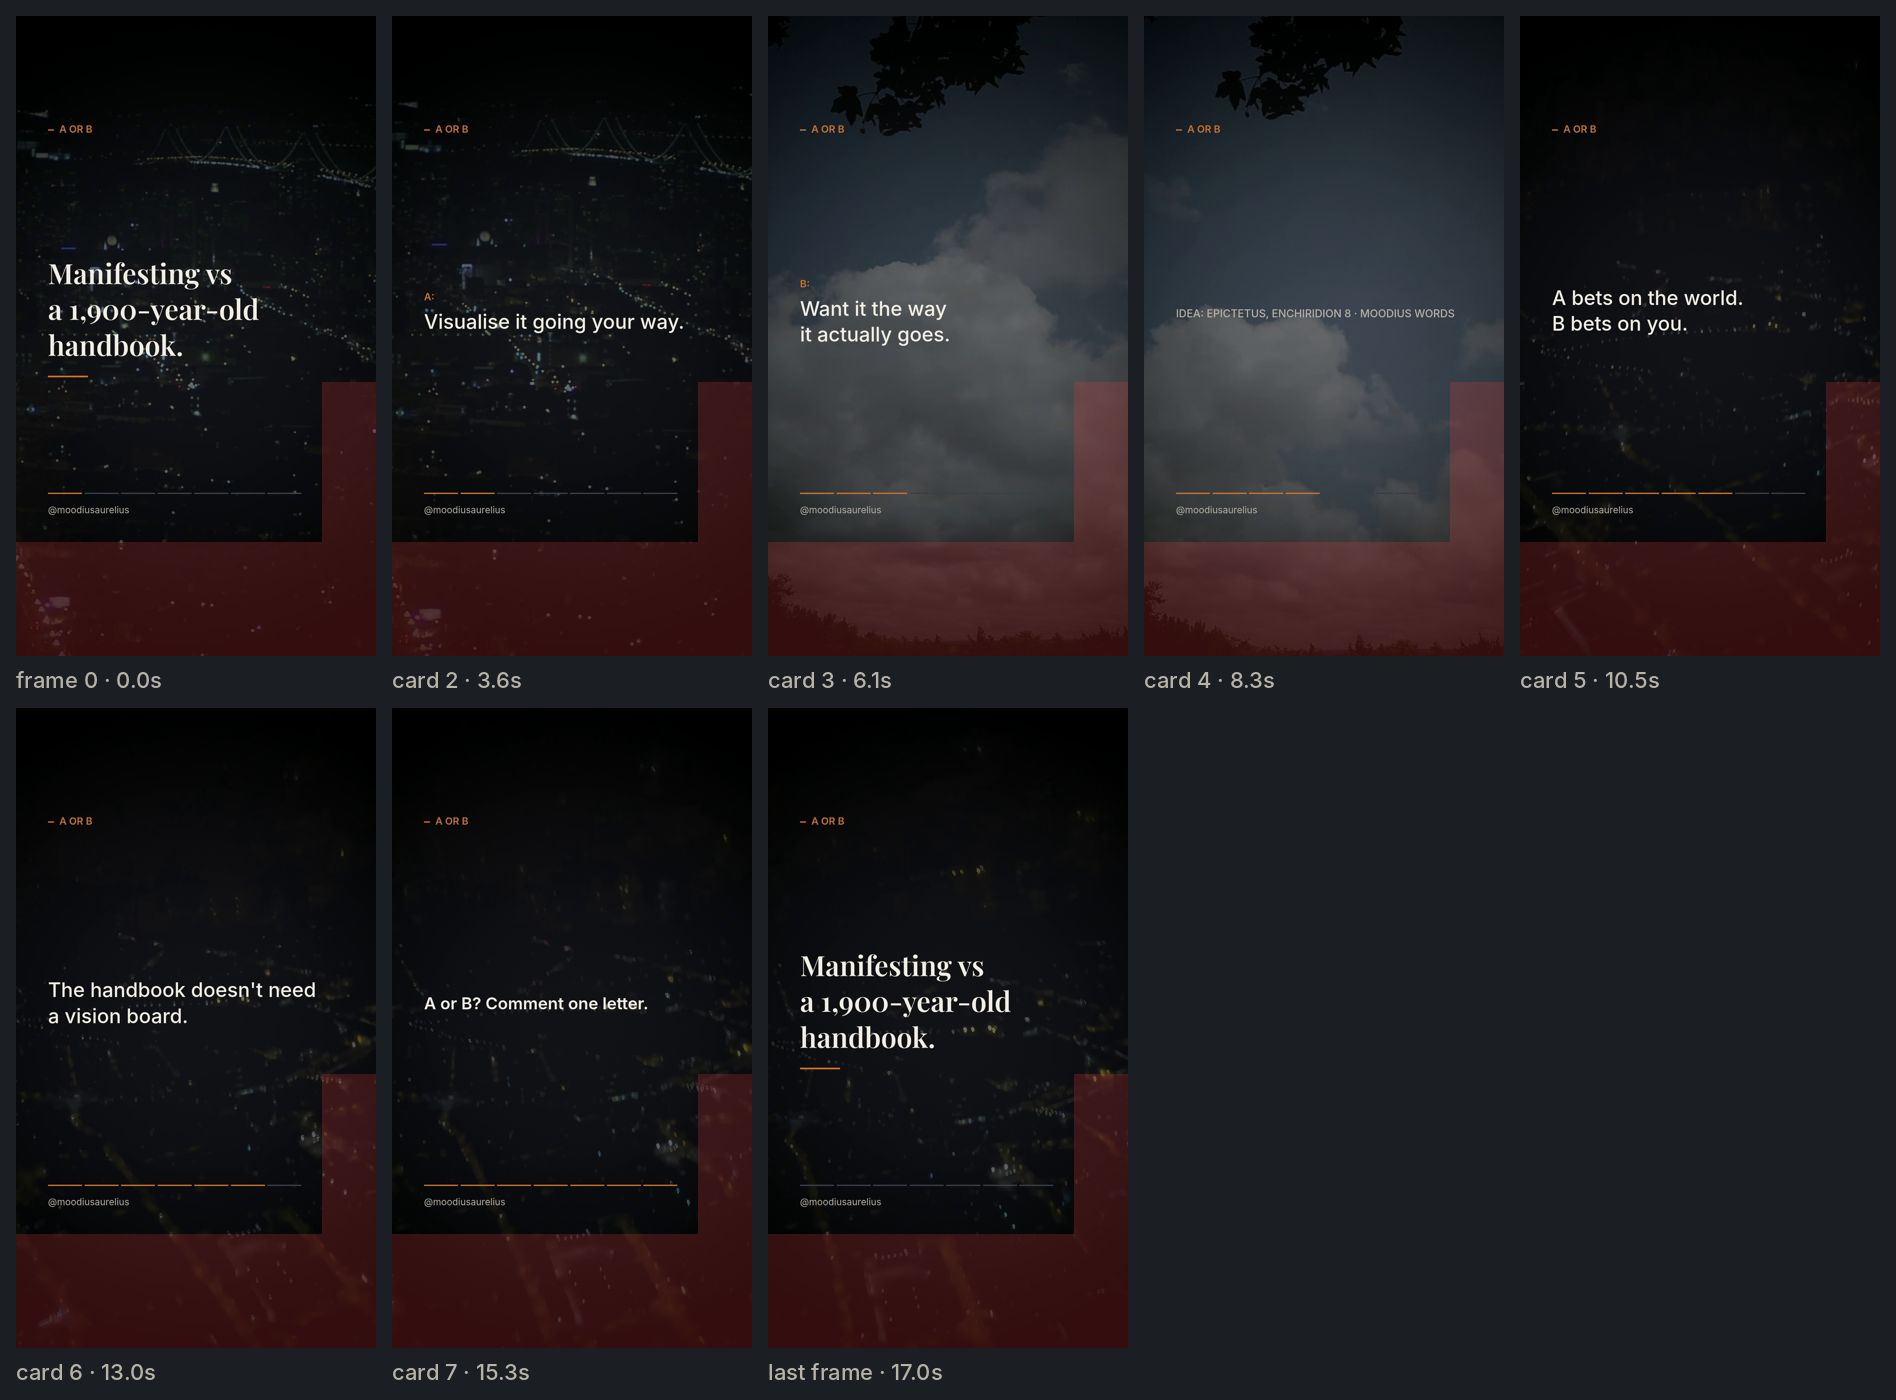 — A OR B
Manifesting vs
a 1,900-year-old
handbook.
@moodiusaurelius
frame 0 · 0.0s
— A OR B
A:
Visualise it going your way.
@moodiusaurelius
card 2 · 3.6s
— A OR B
B:
Want it the way
it actually goes.
@moodiusaurelius
card 3 · 6.1s
— A OR B
IDEA: EPICTETUS, ENCHIRIDION 8 · MOODIUS WORDS
@moodiusaurelius
card 4 · 8.3s
— A OR B
A bets on the world.
B bets on you.
@moodiusaurelius
card 5 · 10.5s
— A OR B
The handbook doesn't need
a vision board.
@moodiusaurelius
card 6 · 13.0s
— A OR B
A or B? Comment one letter.
@moodiusaurelius
card 7 · 15.3s
— A OR B
Manifesting vs
a 1,900-year-old
handbook.
@moodiusaurelius
last frame · 17.0s